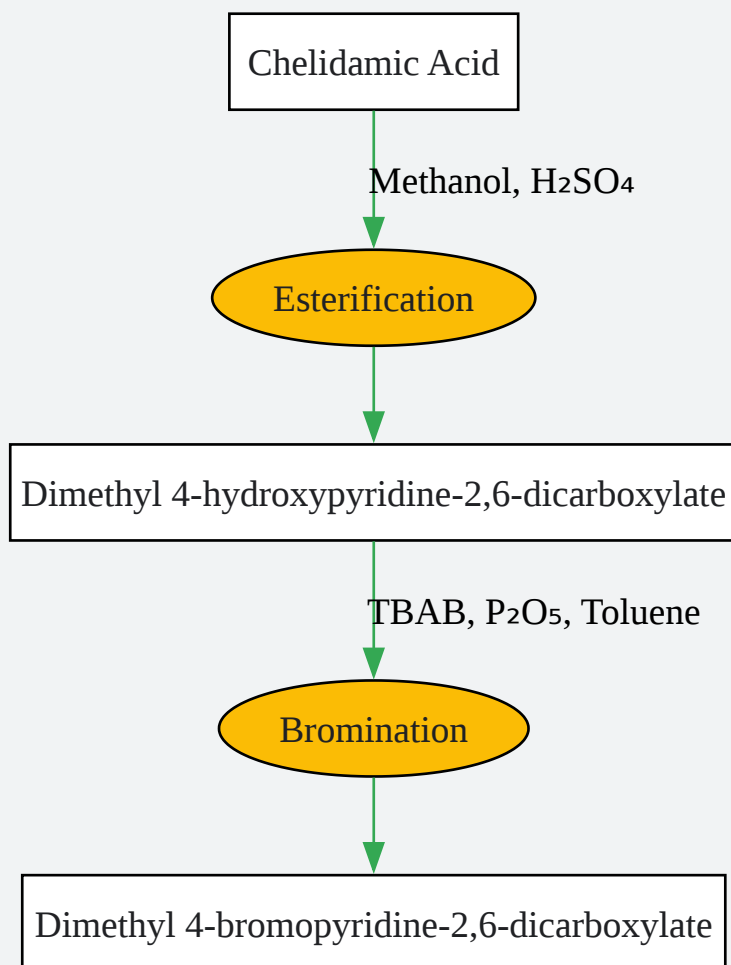 Chelidamic Acid
Methanol, H₂SO₄
Esterification
Dimethyl 4-hydroxypyridine-2,6-dicarboxylate
TBAB, P₂O₅, Toluene
Bromination
Dimethyl 4-bromopyridine-2,6-dicarboxylate